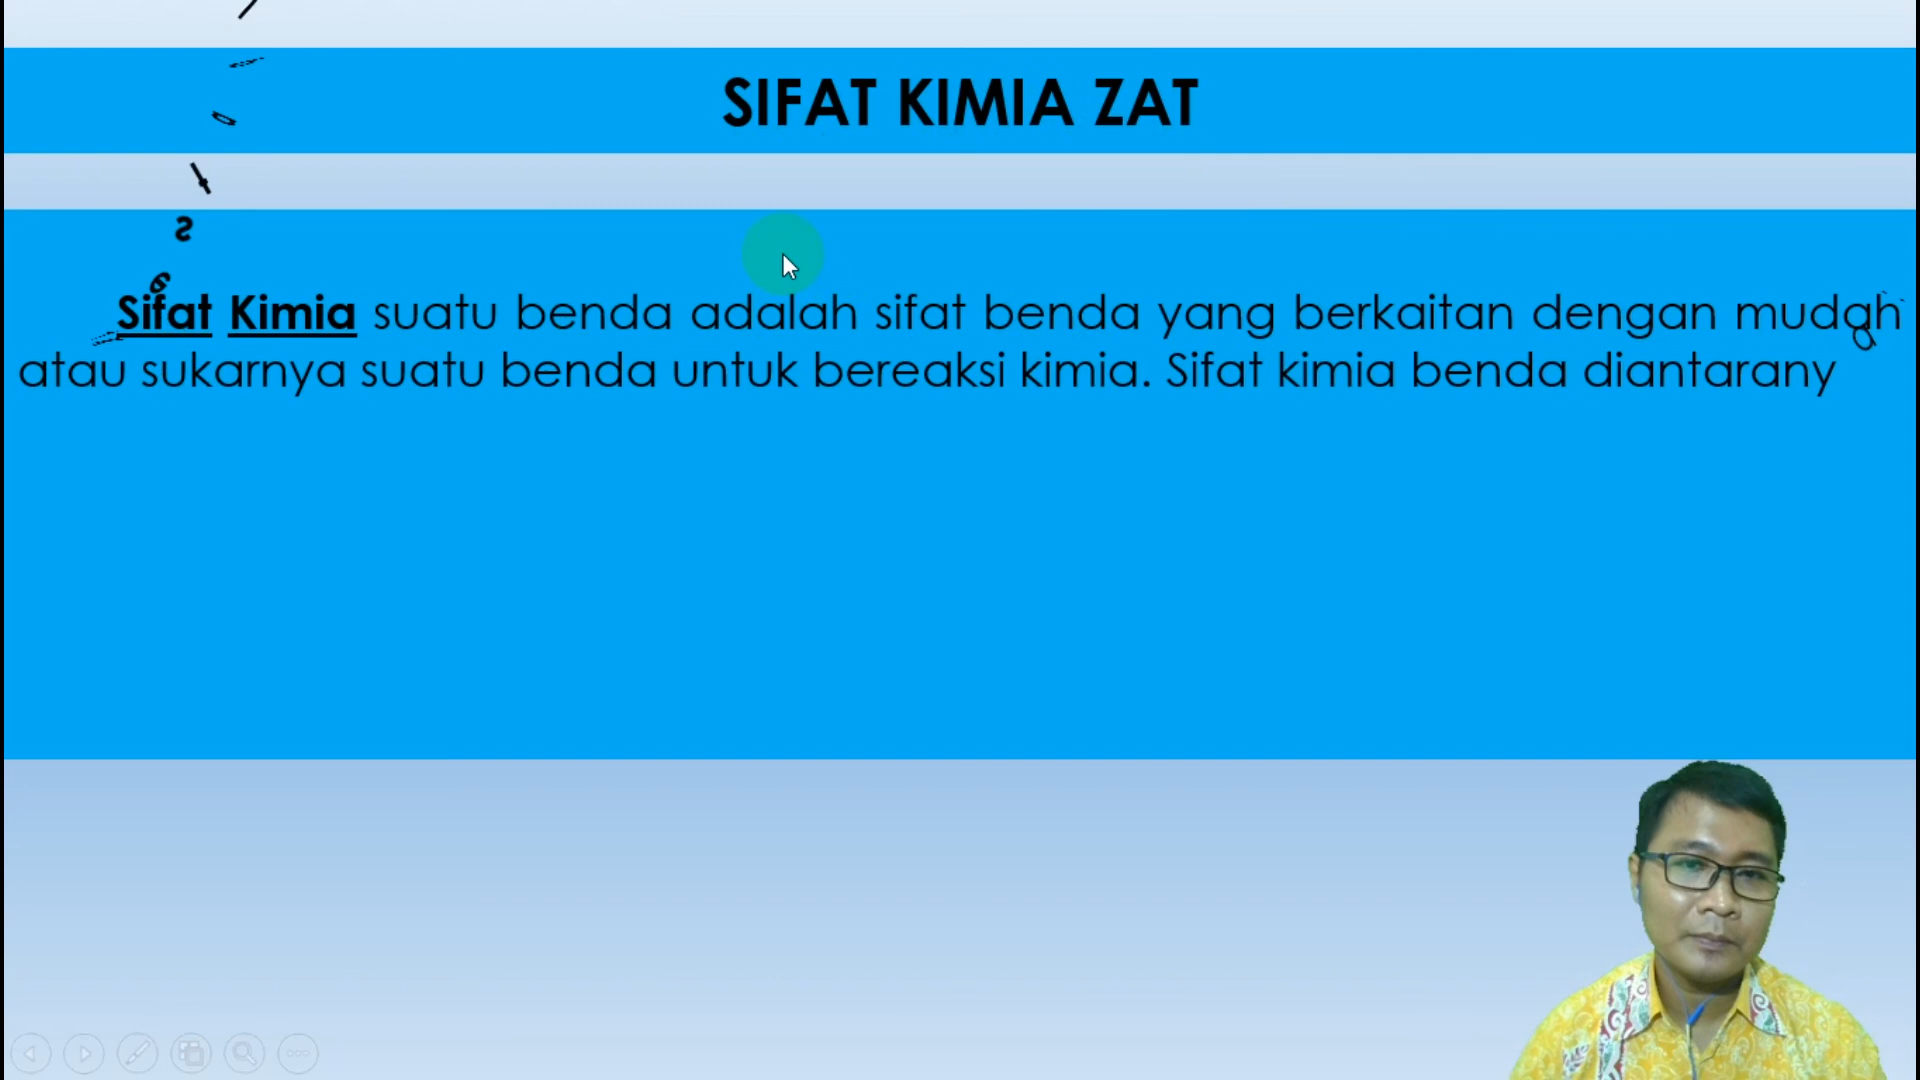 SIFAT KIMIA ZAT
Sifat Kimia suatu benda adalah sifat benda yang berkaitan dengan mudah
atau sukarnya suatu benda untuk bereaksi kimia. Sifat kimia benda diantarany